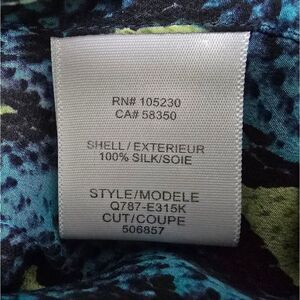 RN# 105230
CA# 58350
SHELL/EXTERIEUR
100% SILK/SOIE
STYLE/MODELE
Q787-E315K
CUT/COUPE
506857